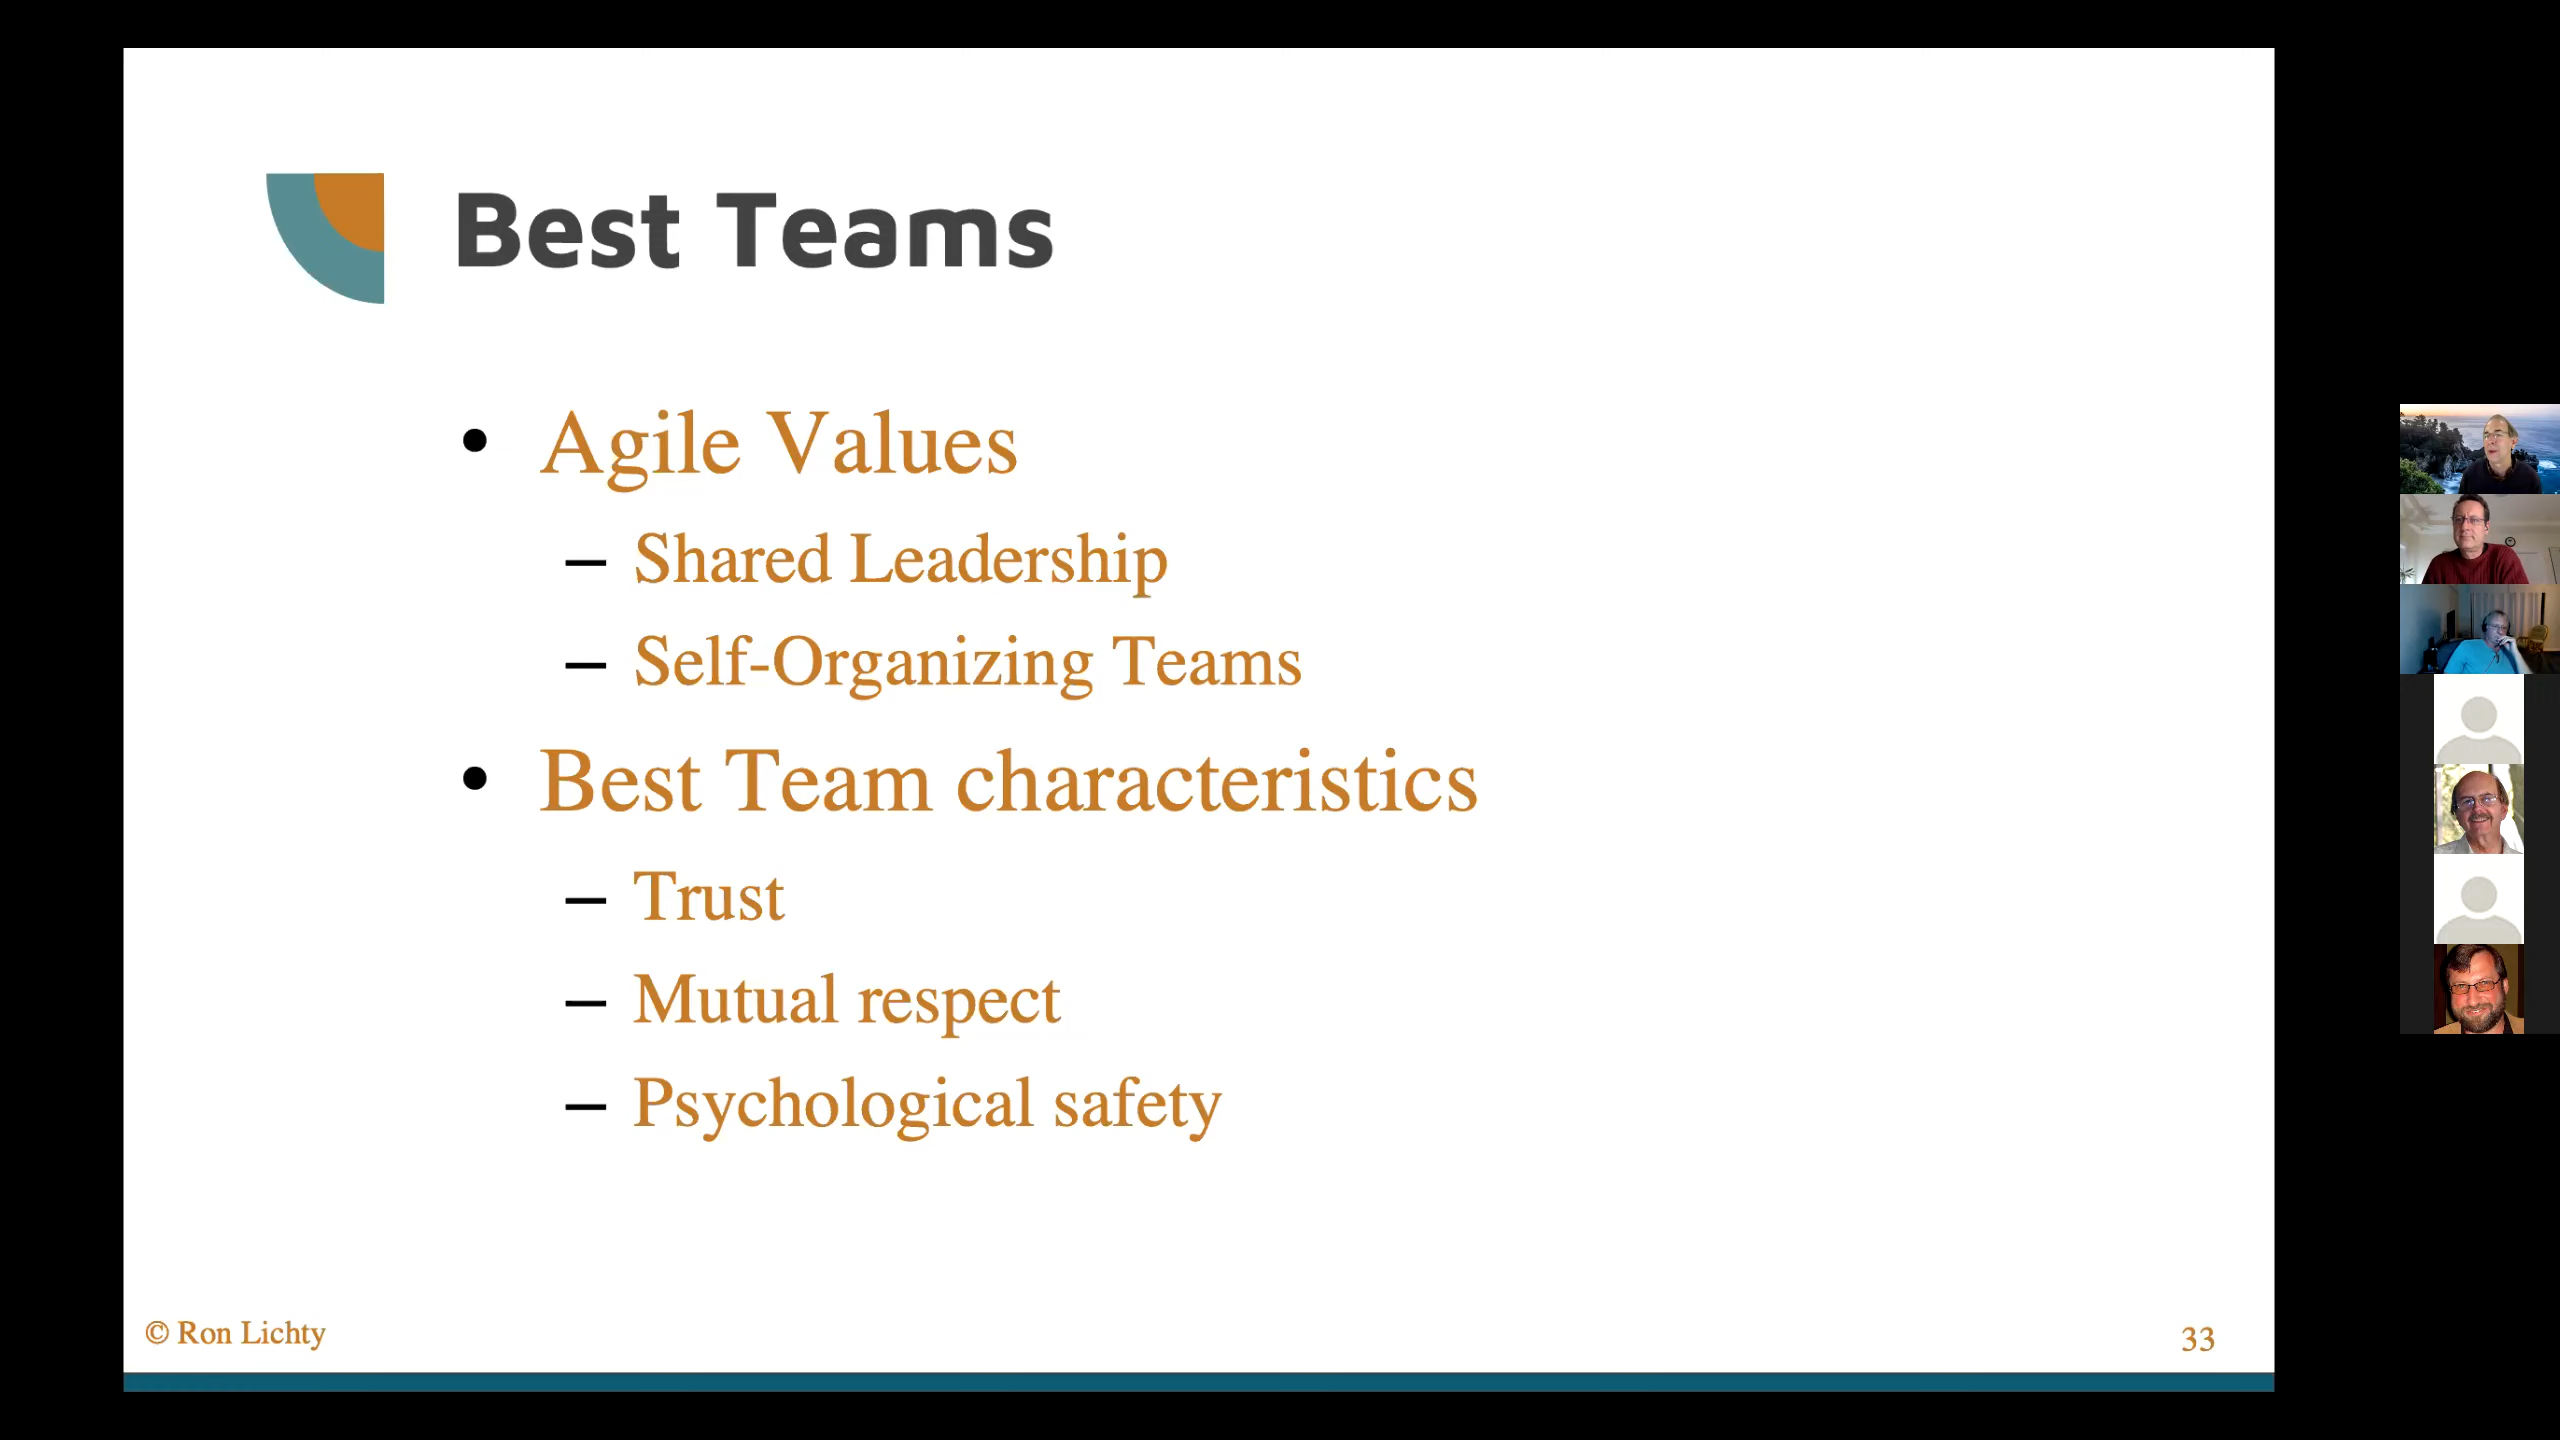 Best Teams
• Agile Values
– Shared Leadership
– Self-Organizing Teams
• Best Team characteristics
– Trust
– Mutual respect
– Psychological safety
© Ron Lichty
33